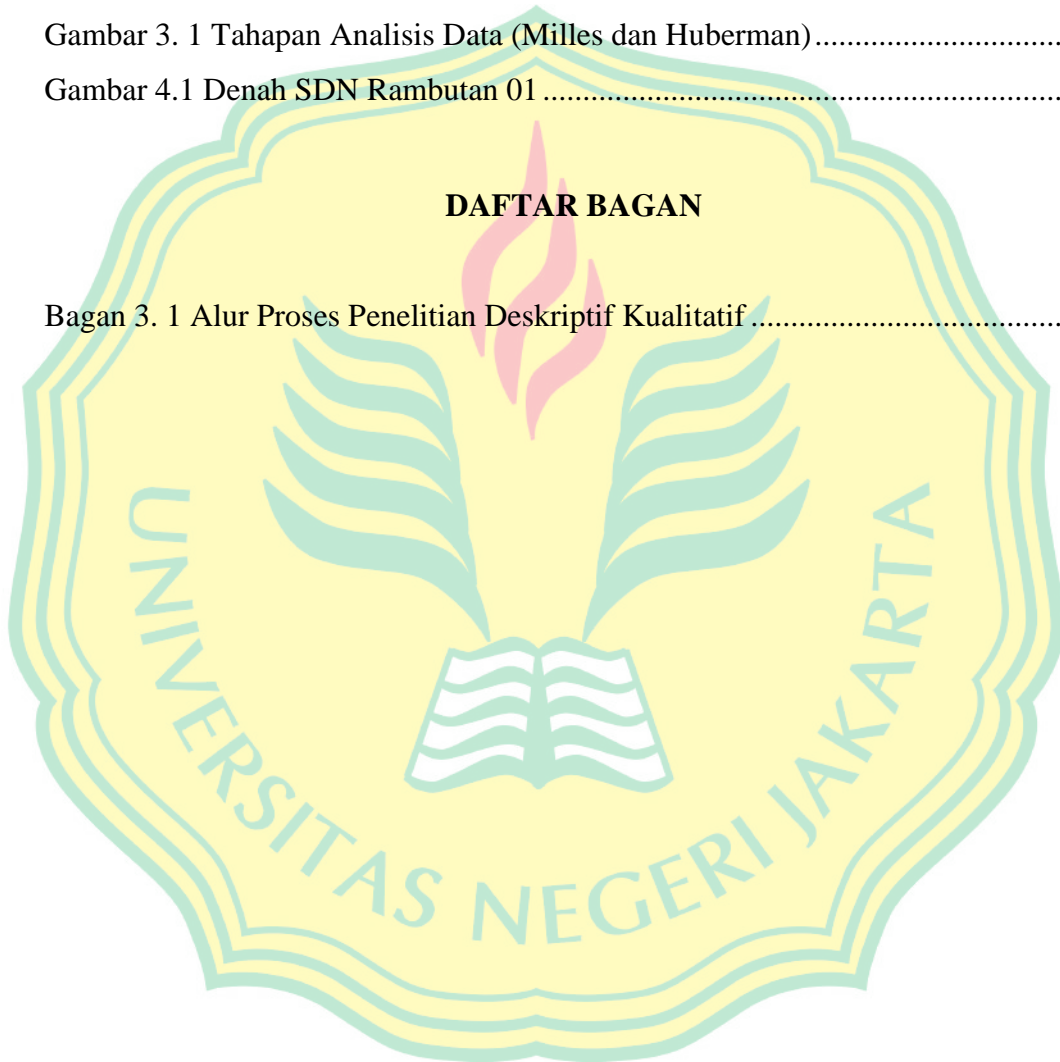 Gambar 3. 1 Tahapan Analisis Data (Milles dan Huberman)...............................
Gambar 4.1 Denah SDN Rambutan 01..................................................................
DAFTAR BAGAN
Bagan 3. 1 Alur Proses Penelitian Deskriptif Kualitatif.......................................
UNIVERSITAS NEGERI JAKARTA